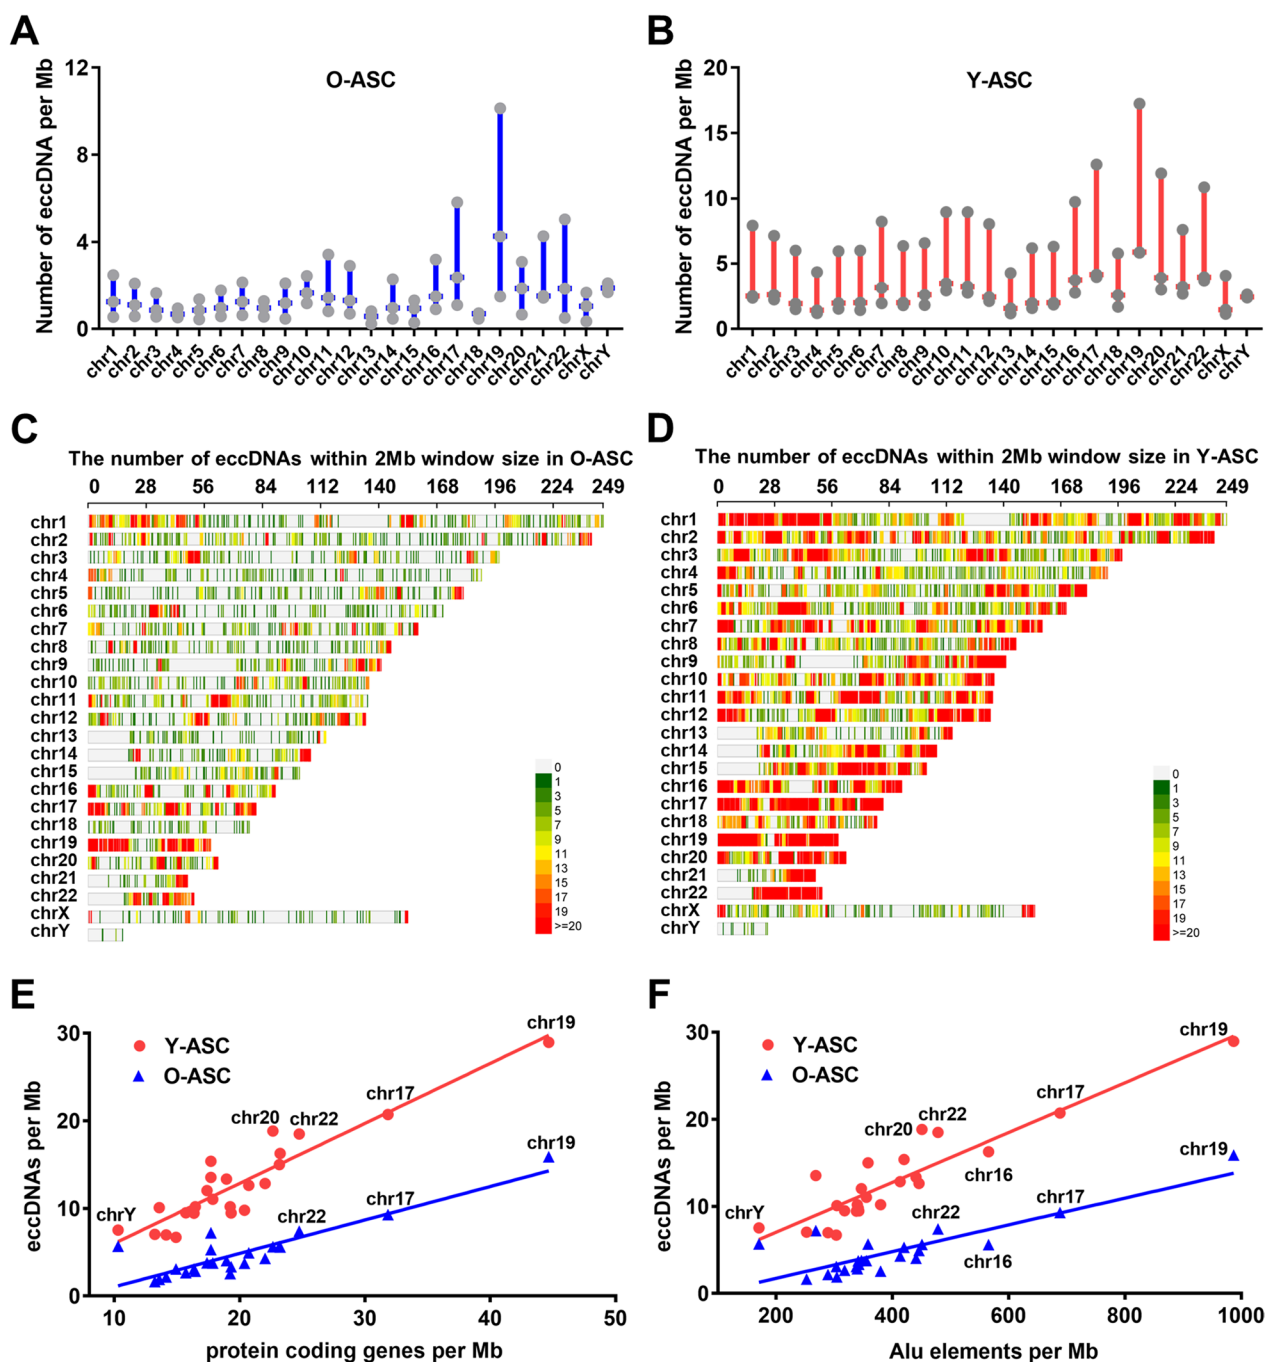 A
O-ASC
Number of eccDNA per Mb
12
8
4
0
chr1 chr2 chr3 chr4 chr5 chr6 chr7 chr8 chr9 chr10 chr11 chr12 chr13 chr14 chr15 chr16 chr17 chr18 chr19 chr20 chr21 chr22 chrX chrY
B
Y-ASC
Number of eccDNA per Mb
20
15
10
5
0
chr1 chr2 chr3 chr4 chr5 chr6 chr7 chr8 chr9 chr10 chr11 chr12 chr13 chr14 chr15 chr16 chr17 chr18 chr19 chr20 chr21 chr22 chrX chrY
C
The number of eccDNAs within 2Mb window size in O-ASC
0 28 56 84 112 140 168 196 224 249
chr1
chr2
chr3
chr4
chr5
chr6
chr7
chr8
chr9
chr10
chr11
chr12
chr13
chr14
chr15
chr16
chr17
chr18
chr19
chr20
chr21
chr22
chrX
chrY
0
1
3
5
7
9
11
13
15
17
19
>=20
D
The number of eccDNAs within 2Mb window size in Y-ASC
0 28 56 84 112 140 168 196 224 249
chr1
chr2
chr3
chr4
chr5
chr6
chr7
chr8
chr9
chr10
chr11
chr12
chr13
chr14
chr15
chr16
chr17
chr18
chr19
chr20
chr21
chr22
chrX
chrY
0
1
3
5
7
9
11
13
15
17
19
>=20
E
eccDNAs per Mb
30
20
10
0
Y-ASC
O-ASC
chr19
chr17
chr20
chr22
chrY
chr19
chr17
chr22
10 20 30 40 50
protein coding genes per Mb
F
eccDNAs per Mb
30
20
10
0
Y-ASC
O-ASC
chr19
chr17
chr22
chr20
chr16
chrY
chr19
chr17
chr22
chr16
200 400 600 800 1000
Alu elements per Mb